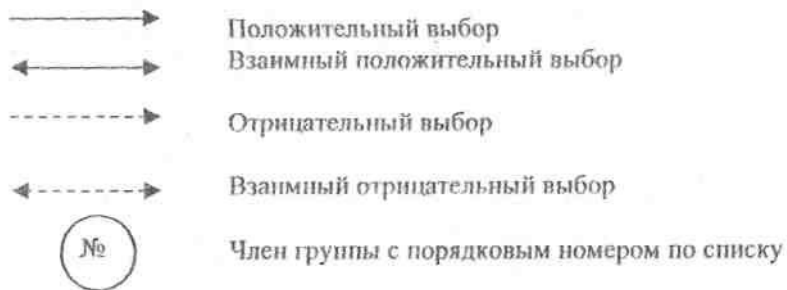 Положительный выбор
Взаимный положительный выбор
Отрицательный выбор
Взаимный отрицательный выбор
№
Член группы с порядковым номером по списку